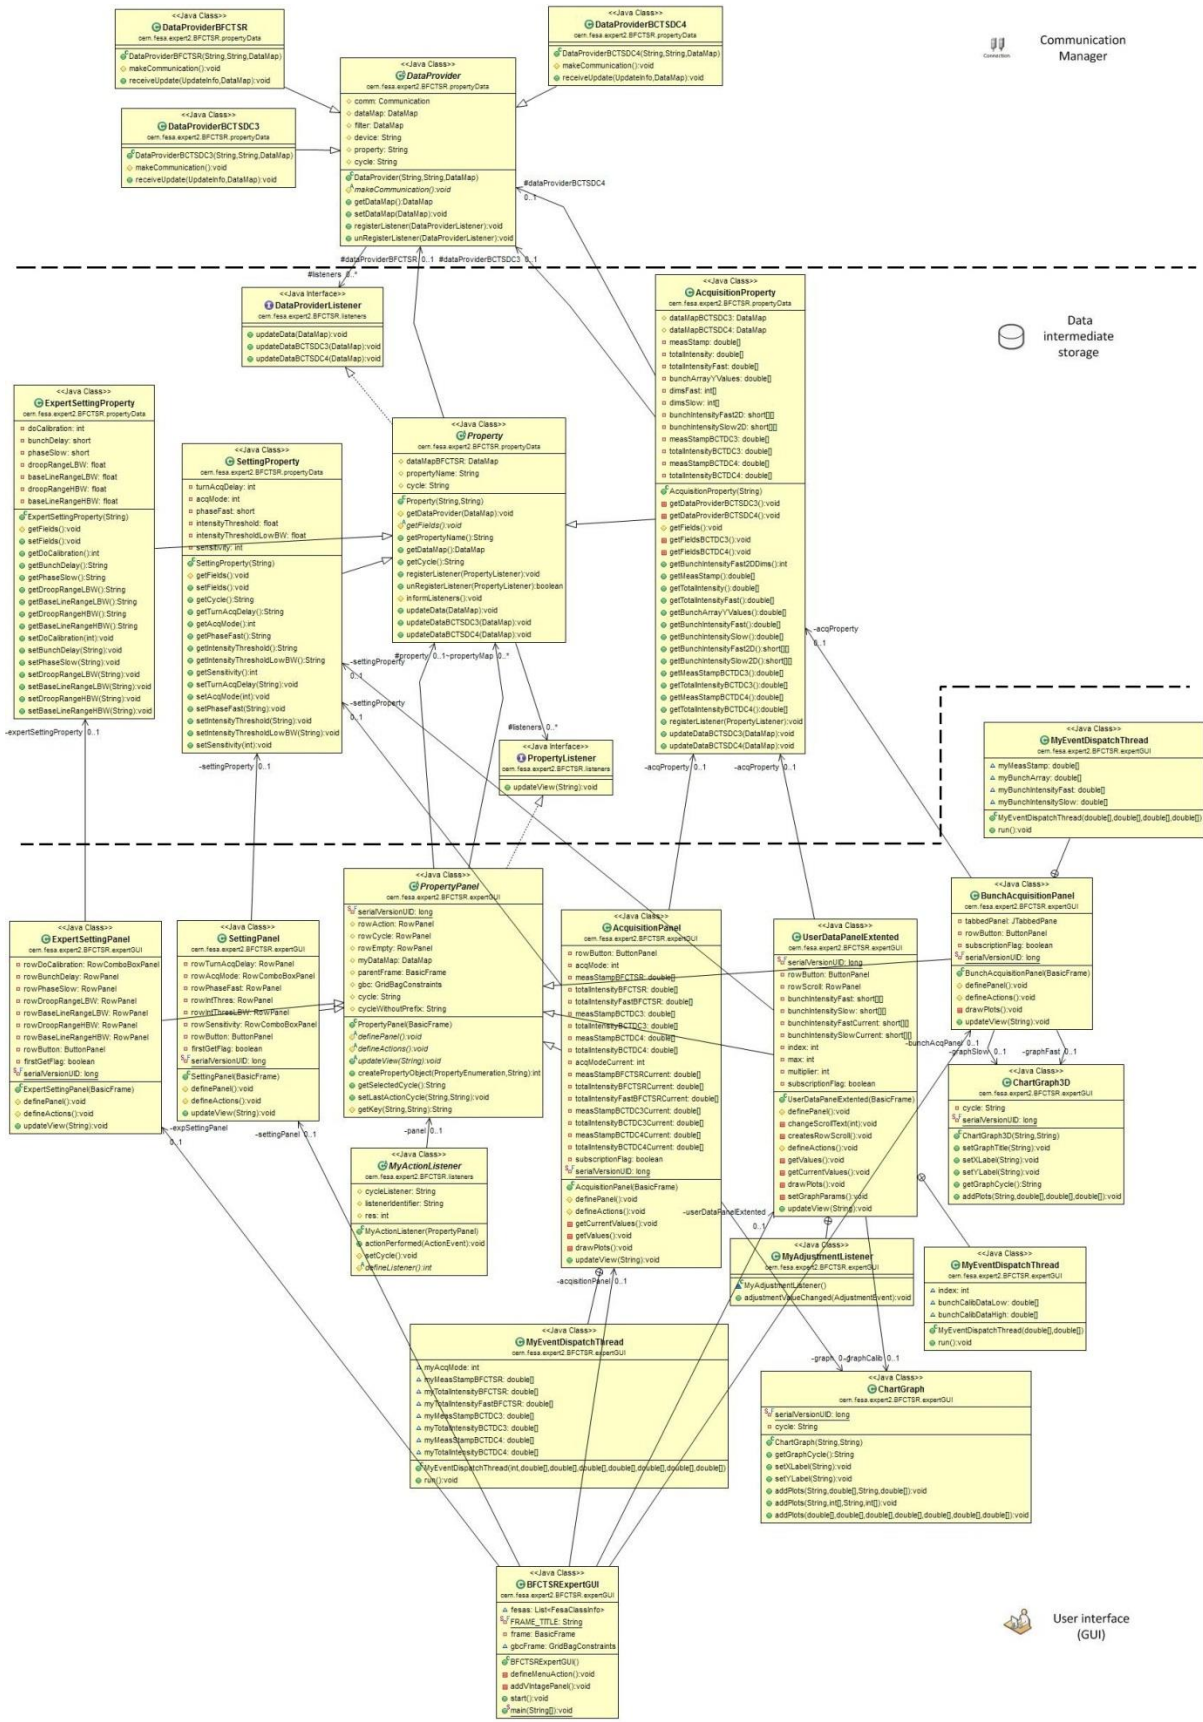 <<Java Class>>
DataProviderBFCTSR
cern.fesa.expert2.BFCTSR.propertyData
DataProviderBFCTSR(String,String,DataMap)
makeCommunication():void
receiveUpdate(UpdateInfo,DataMap):void
<<Java Class>>
DataProviderBCTSDC4
cern.fesa.expert2.BFCTSR.propertyData
DataProviderBCTSDC4(String,String,DataMap)
makeCommunication():void
receiveUpdate(UpdateInfo,DataMap):void
Connection
Communication
Manager
<<Java Class>>
DataProvider
cern.fesa.expert2.BFCTSR.propertyData
comm: Communication
dataMap: DataMap
filter: DataMap
device: String
property: String
cycle: String
DataProvider(String,String,DataMap)
makeCommunication():void
getDataMap():DataMap
setDataMap(DataMap):void
registerListener(DataProviderListener):void
unRegisterListener(DataProviderListener):void
<<Java Class>>
DataProviderBCTSDC3
cern.fesa.expert2.BFCTSR.propertyData
DataProviderBCTSDC3(String,String,DataMap)
makeCommunication():void
receiveUpdate(UpdateInfo,DataMap):void
#dataProviderBCTSDC4
0..1
#dataProviderBFCTSR 0..1
#dataProviderBCTSDC3 0..1
#listeners 0..*
<<Java Interface>>
DataProviderListener
cern.fesa.expert2.BFCTSR.listeners
updateData(DataMap):void
updateDataBCTSDC3(DataMap):void
updateDataBCTSDC4(DataMap):void
<<Java Class>>
AcquisitionProperty
cern.fesa.expert2.BFCTSR.propertyData
dataMapBCTSDC3: DataMap
dataMapBCTSDC4: DataMap
measStamp: double[]
totalIntensity: double[]
totalIntensityFast: double[]
bunchArrayYValues: double[]
dimsFast: int[]
dimsSlow: int[]
bunchIntensityFast2D: short[][]
bunchIntensitySlow2D: short[][]
measStampBCTDC3: double[]
totalIntensityBCTDC3: double[]
measStampBCTDC4: double[]
totalIntensityBCTDC4: double[]
AcquisitionProperty(String)
getDataProviderBCTSDC3():void
getDataProviderBCTSDC4():void
getFields():void
getFieldsBCTDC3():void
getFieldsBCTDC4():void
getBunchIntensityFast2DDims():int
getMeasStamp():double[]
getTotalIntensity():double[]
getTotalIntensityFast():double[]
getBunchArrayYValues():double[]
getBunchIntensityFast():double[]
getBunchIntensitySlow():double[]
getBunchIntensityFast2D():short[][]
getBunchIntensitySlow2D():short[][]
getMeasStampBCTDC3():double[]
getTotalIntensityBCTDC3():double[]
getMeasStampBCTDC4():double[]
getTotalIntensityBCTDC4():double[]
registerListener(PropertyListener):void
updateDataBCTSDC3(DataMap):void
updateDataBCTSDC4(DataMap):void
Data
intermediate
storage
<<Java Class>>
ExpertSettingProperty
cern.fesa.expert2.BFCTSR.propertyData
doCalibration: int
bunchDelay: short
phaseSlow: short
droopRangeLBW: float
baseLineRangeLBW: float
droopRangeHBW: float
baseLineRangeHBW: float
ExpertSettingProperty(String)
getFields():void
setFields():void
getDoCalibration():int
getBunchDelay():String
getPhaseSlow():String
getDroopRangeLBW():String
getBaseLineRangeLBW():String
getDroopRangeHBW():String
getBaseLineRangeHBW():String
setDoCalibration(int):void
setBunchDelay(String):void
setPhaseSlow(String):void
setDroopRangeLBW(String):void
setBaseLineRangeLBW(String):void
setDroopRangeHBW(String):void
setBaseLineRangeHBW(String):void
<<Java Class>>
SettingProperty
cern.fesa.expert2.BFCTSR.propertyData
turnAcqDelay: int
acqMode: int
phaseFast: short
intensityThreshold: float
intensityThresholdLowBW: float
sensitivity: int
SettingProperty(String)
getFields():void
setFields():void
getCycle():String
getTurnAcqDelay():String
getAcqMode():int
getPhaseFast():String
getIntensityThreshold():String
getIntensityThresholdLowBW():String
getSensitivity():int
setTurnAcqDelay(String):void
setAcqMode(int):void
setPhaseFast(String):void
setIntensityThreshold(String):void
setIntensityThresholdLowBW(String):void
setSensitivity(int):void
<<Java Class>>
Property
cern.fesa.expert2.BFCTSR.propertyData
dataMapBFCTSR: DataMap
propertyName: String
cycle: String
Property(String,String)
getDataProvider(DataMap):void
getFields():void
getPropertyName():String
getDataMap():DataMap
getCycle():String
registerListener(PropertyListener):void
unRegisterListener(PropertyListener):boolean
informListeners():void
updateData(DataMap):void
updateDataBCTSDC3(DataMap):void
updateDataBCTSDC4(DataMap):void
-acqProperty
0..1
#property 0..1
~propertyMap 0..*
-settingProperty
0..1
-settingProperty
0..1
-expertSettingProperty 0..1
-settingProperty 0..1
#listeners 0..*
<<Java Interface>>
PropertyListener
cern.fesa.expert2.BFCTSR.listeners
updateView(String):void
-acqProperty 0..1
-acqProperty 0..1
<<Java Class>>
MyEventDispatchThread
cern.fesa.expert2.BFCTSR.expertGUI
myMeasStamp: double[]
myBunchArray: double[]
myBunchIntensityFast: double[]
myBunchIntensitySlow: double[]
MyEventDispatchThread(double[],double[],double[],double[])
run():void
<<Java Class>>
PropertyPanel
cern.fesa.expert2.BFCTSR.expertGUI
serialVersionUID: long
rowAction: RowPanel
rowCycle: RowPanel
rowEmpty: RowPanel
myDataMap: DataMap
parentFrame: BasicFrame
gbc: GridBagConstraints
cycle: String
cycleWithoutPrefix: String
PropertyPanel(BasicFrame)
definePanel():void
defineActions():void
updateView(String):void
createPropertyObject(PropertyEnumeration,String):int
getSelectedCycle():String
setLastActionCycle(String,String):void
getKey(String,String):String
<<Java Class>>
ExpertSettingPanel
cern.fesa.expert2.BFCTSR.expertGUI
rowDoCalibration: RowComboBoxPanel
rowBunchDelay: RowPanel
rowPhaseSlow: RowPanel
rowDroopRangeLBW: RowPanel
rowBaseLineRangeLBW: RowPanel
rowDroopRangeHBW: RowPanel
rowBaseLineRangeHBW: RowPanel
rowButton: ButtonPanel
firstGetFlag: boolean
serialVersionUID: long
ExpertSettingPanel(BasicFrame)
definePanel():void
defineActions():void
updateView(String):void
<<Java Class>>
SettingPanel
cern.fesa.expert2.BFCTSR.expertGUI
rowTurnAcqDelay: RowPanel
rowAcqMode: RowComboBoxPanel
rowPhaseFast: RowPanel
rowIntThres: RowPanel
rowIntThresLBW: RowPanel
rowSensitivity: RowComboBoxPanel
rowButton: ButtonPanel
firstGetFlag: boolean
serialVersionUID: long
SettingPanel(BasicFrame)
definePanel():void
defineActions():void
updateView(String):void
<<Java Class>>
AcquisitionPanel
cern.fesa.expert2.BFCTSR.expertGUI
rowButton: ButtonPanel
acqMode: int
measStampBFCTSR: double[]
totalIntensityBFCTSR: double[]
totalIntensityFastBFCTSR: double[]
measStampBCTDC3: double[]
totalIntensityBCTDC3: double[]
measStampBCTDC4: double[]
totalIntensityBCTDC4: double[]
acqModeCurrent: int
measStampBFCTSRCurrent: double[]
totalIntensityBFCTSRCurrent: double[]
totalIntensityFastBFCTSRCurrent: double[]
measStampBCTDC3Current: double[]
totalIntensityBCTDC3Current: double[]
measStampBCTDC4Current: double[]
totalIntensityBCTDC4Current: double[]
subscriptionFlag: boolean
serialVersionUID: long
AcquisitionPanel(BasicFrame)
definePanel():void
defineActions():void
getCurrentValues():void
getValues():void
drawPlots():void
updateView(String):void
<<Java Class>>
UserDataPanelExtented
cern.fesa.expert2.BFCTSR.expertGUI
serialVersionUID: long
rowButton: ButtonPanel
rowScroll: RowPanel
bunchIntensityFast: short[][]
bunchIntensitySlow: short[][]
bunchIntensityFastCurrent: short[][]
bunchIntensitySlowCurrent: short[][]
index: int
max: int
multiplier: int
subscriptionFlag: boolean
UserDataPanelExtented(BasicFrame)
definePanel():void
changeScrollText(int):void
createsRowScroll():void
defineActions():void
getValues():void
getCurrentValues():void
drawPlots():void
setGraphParams():void
updateView(String):void
<<Java Class>>
BunchAcquisitionPanel
cern.fesa.expert2.BFCTSR.expertGUI
tabbedPanel: JTabbedPane
rowButton: ButtonPanel
subscriptionFlag: boolean
serialVersionUID: long
BunchAcquisitionPanel(BasicFrame)
definePanel():void
defineActions():void
drawPlots():void
updateView(String):void
-bunchAcqPanel 0..1
-graphSlow 0..1
-graphFast 0..1
<<Java Class>>
ChartGraph3D
cern.fesa.expert2.BFCTSR.expertGUI
cycle: String
serialVersionUID: long
ChartGraph3D(String,String)
setGraphTitle(String):void
setXLabel(String):void
setYLabel(String):void
getGraphCycle():String
addPlots(String,double[],double[],double[]):void
-expSettingPanel
0..1
-settingPanel 0..1
-panel 0..1
<<Java Class>>
MyActionListener
cern.fesa.expert2.BFCTSR.listeners
cycleListener: String
listenerIdentifier: String
res: int
MyActionListener(PropertyPanel)
actionPerformed(ActionEvent):void
setCycle():void
defineListener():int
-userDataPanelExtented
0..1
<<Java Class>>
MyAdjustmentListener
cern.fesa.expert2.BFCTSR.expertGUI
MyAdjustmentListener()
adjustmentValueChanged(AdjustmentEvent):void
<<Java Class>>
MyEventDispatchThread
cern.fesa.expert2.BFCTSR.expertGUI
index: int
bunchCalibDataLow: double[]
bunchCalibDataHigh: double[]
MyEventDispatchThread(double[],double[])
run():void
-acqisitionPanel 0..1
<<Java Class>>
MyEventDispatchThread
cern.fesa.expert2.BFCTSR.expertGUI
myAcqMode: int
myMeasStampBFCTSR: double[]
myTotalIntensityBFCTSR: double[]
myTotalIntensityFastBFCTSR: double[]
myMeasStampBCTDC3: double[]
myTotalIntensityBCTDC3: double[]
myMeasStampBCTDC4: double[]
myTotalIntensityBCTDC4: double[]
MyEventDispatchThread(int,double[],double[],double[],double[],double[],double[],double[])
run():void
-graph 0..1
-graphCalib 0..1
<<Java Class>>
ChartGraph
cern.fesa.expert2.BFCTSR.expertGUI
serialVersionUID: long
cycle: String
ChartGraph(String,String)
getGraphCycle():String
setXLabel(String):void
setYLabel(String):void
addPlots(String,double[],String,double[]):void
addPlots(String,int[],String,int[]):void
addPlots(double[],double[],double[],double[],double[],double[],double[]):void
<<Java Class>>
BFCTSRExpertGUI
cern.fesa.expert2.BFCTSR.expertGUI
fesas: List<FesaClassInfo>
FRAME_TITLE: String
frame: BasicFrame
gbcFrame: GridBagConstraints
BFCTSRExpertGUI()
defineMenuAction():void
addVintagePanel():void
start():void
main(String[]):void
User interface
(GUI)